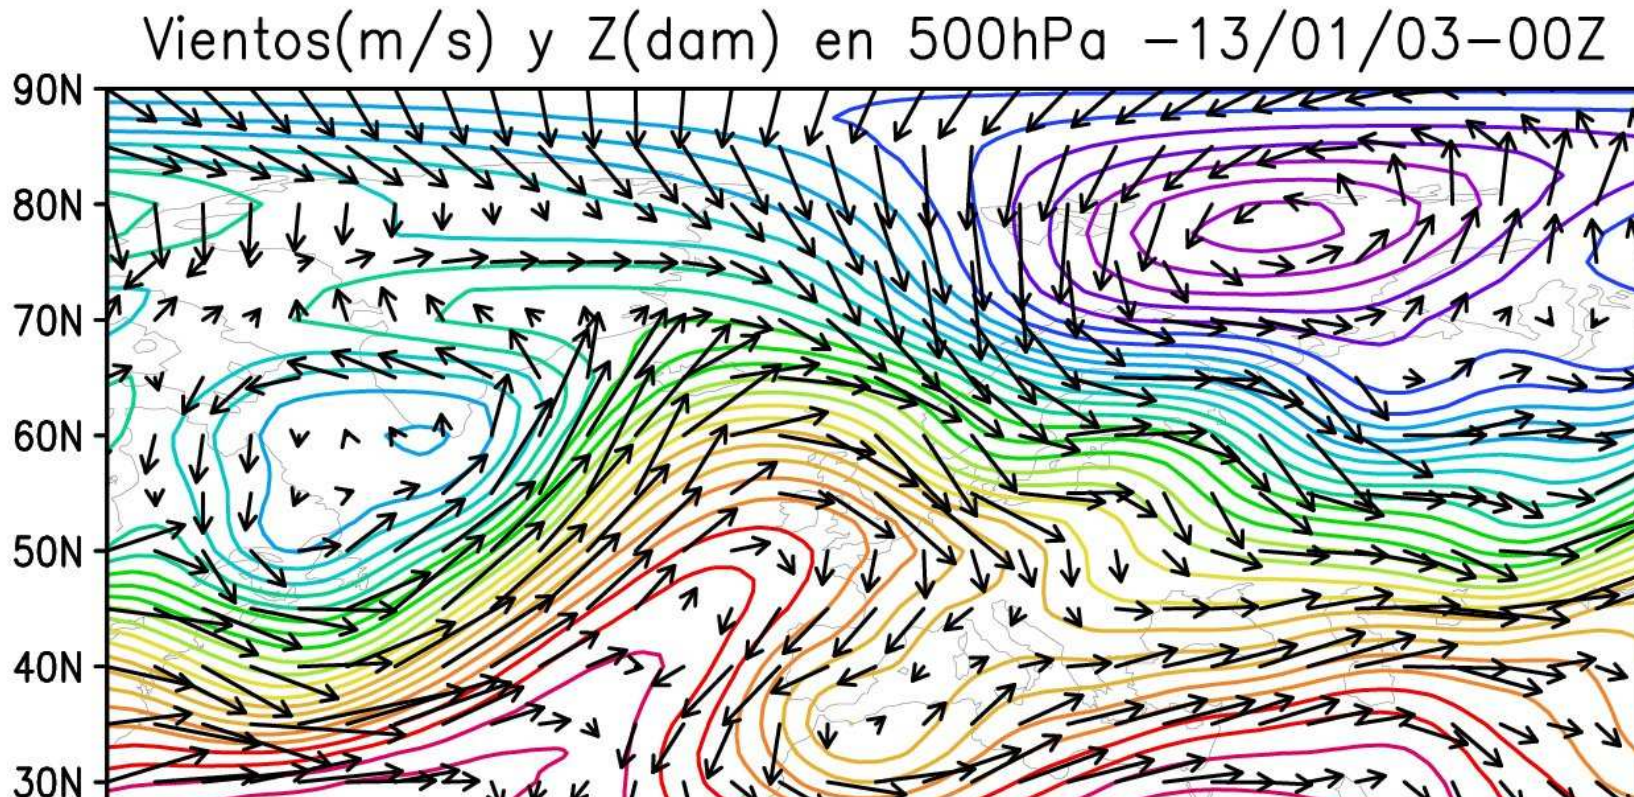 Vientos(m/s) y Z(dam) en 500hPa -13/01/03-00Z
90N
80N
70N
60N
50N
40N
30N